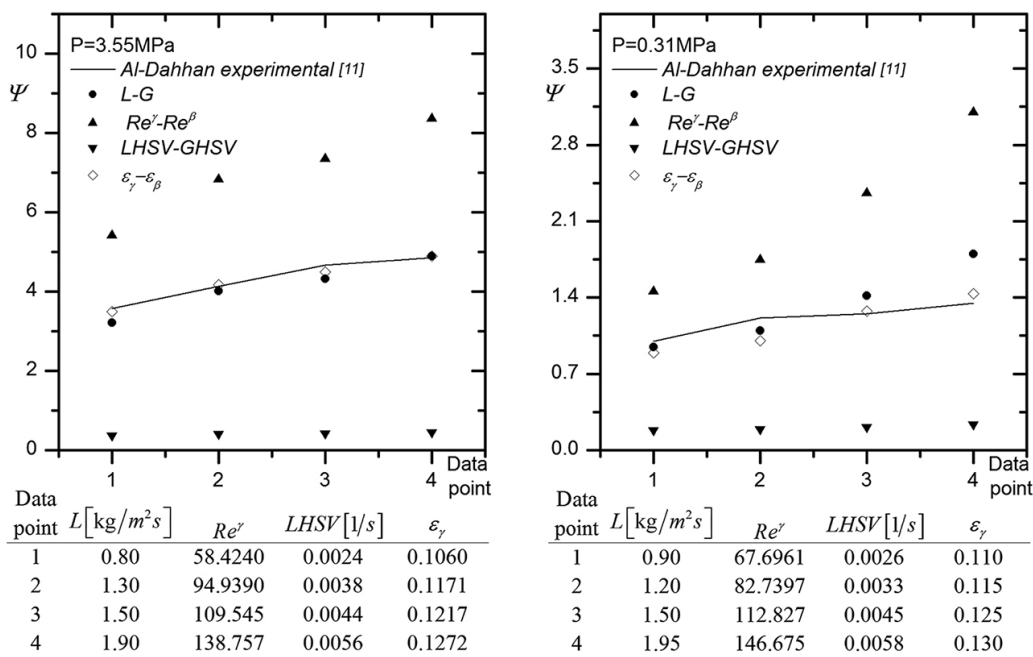 P=3.55MPa
Al-Dahhan experimental [11]
L-G
Re^γ-Re^β
LHSV-GHSV
ε_γ–ε_β
Ψ
10
8
6
4
2
0
1 2 3 4 Data point
Data point L[kg/m²s] Re^γ LHSV[1/s] ε_γ
1 0.80 58.4240 0.0024 0.1060
2 1.30 94.9390 0.0038 0.1171
3 1.50 109.545 0.0044 0.1217
4 1.90 138.757 0.0056 0.1272
P=0.31MPa
Al-Dahhan experimental [11]
L-G
Re^γ-Re^β
LHSV-GHSV
ε_γ–ε_β
Ψ
3.5
2.8
2.1
1.4
0.7
0.0
1 2 3 4 Data point
Data point L[kg/m²s] Re^γ LHSV[1/s] ε_γ
1 0.90 67.6961 0.0026 0.110
2 1.20 82.7397 0.0033 0.115
3 1.50 112.827 0.0045 0.125
4 1.95 146.675 0.0058 0.130